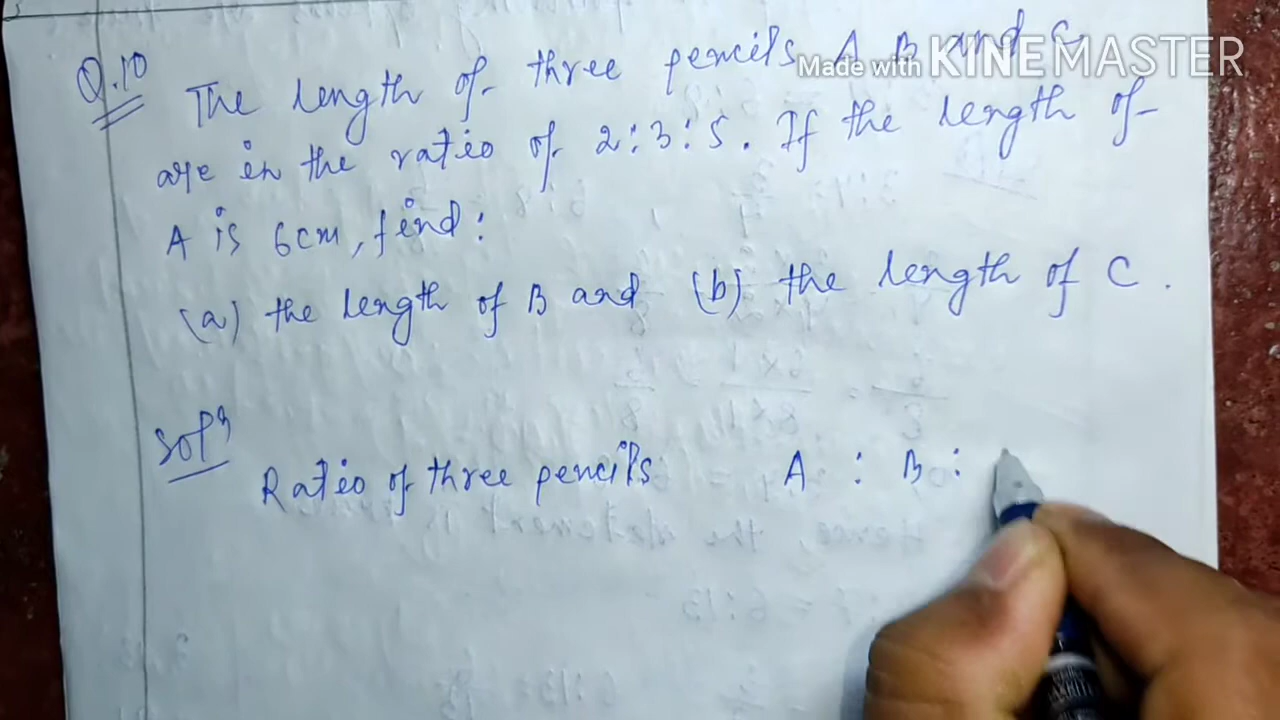 Q.10 The length of three pencils A B and C
are in the ratio of 2:3:5. If the length of
A is 6cm, find:
(a) the length of B and (b) the length of C.
Solⁿ
Ratio of three pencils A : B :
Made with KINEMASTER